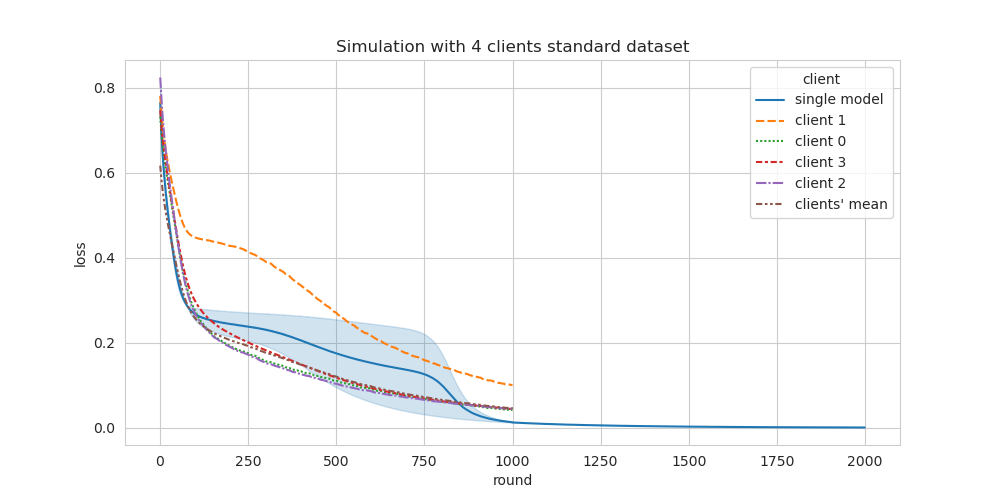 Simulation with 4 clients standard dataset
client
single model
client 1
client 0
client 3
client 2
clients' mean
0.8
0.6
0.4
0.2
0.0
loss
0 250 500 750 1000 1250 1500 1750 2000
round